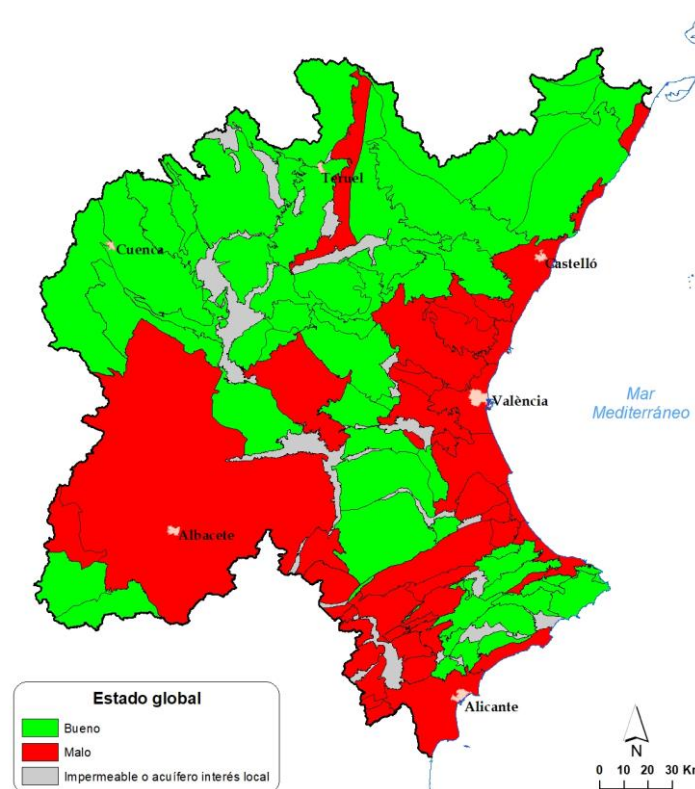 Teruel
Cuenca
Castelló
València
Mar
Mediterráneo
Albacete
Alicante
Estado global
Bueno
Malo
Impermeable o acuífero interés local
N
0 10 20 30 Km